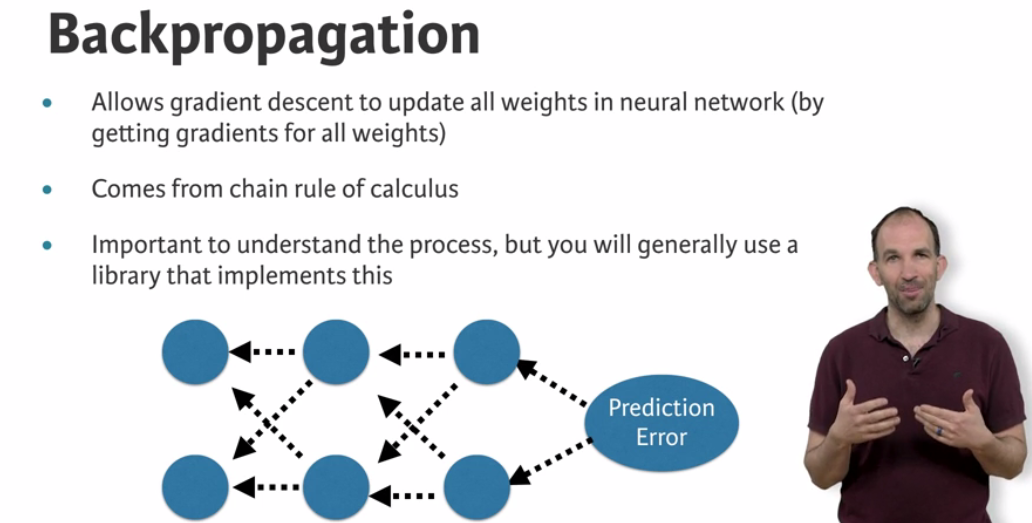 Backpropagation
• Allows gradient descent to update all weights in neural network (by
getting gradients for all weights)
• Comes from chain rule of calculus
• Important to understand the process, but you will generally use a
library that implements this
Prediction
Error